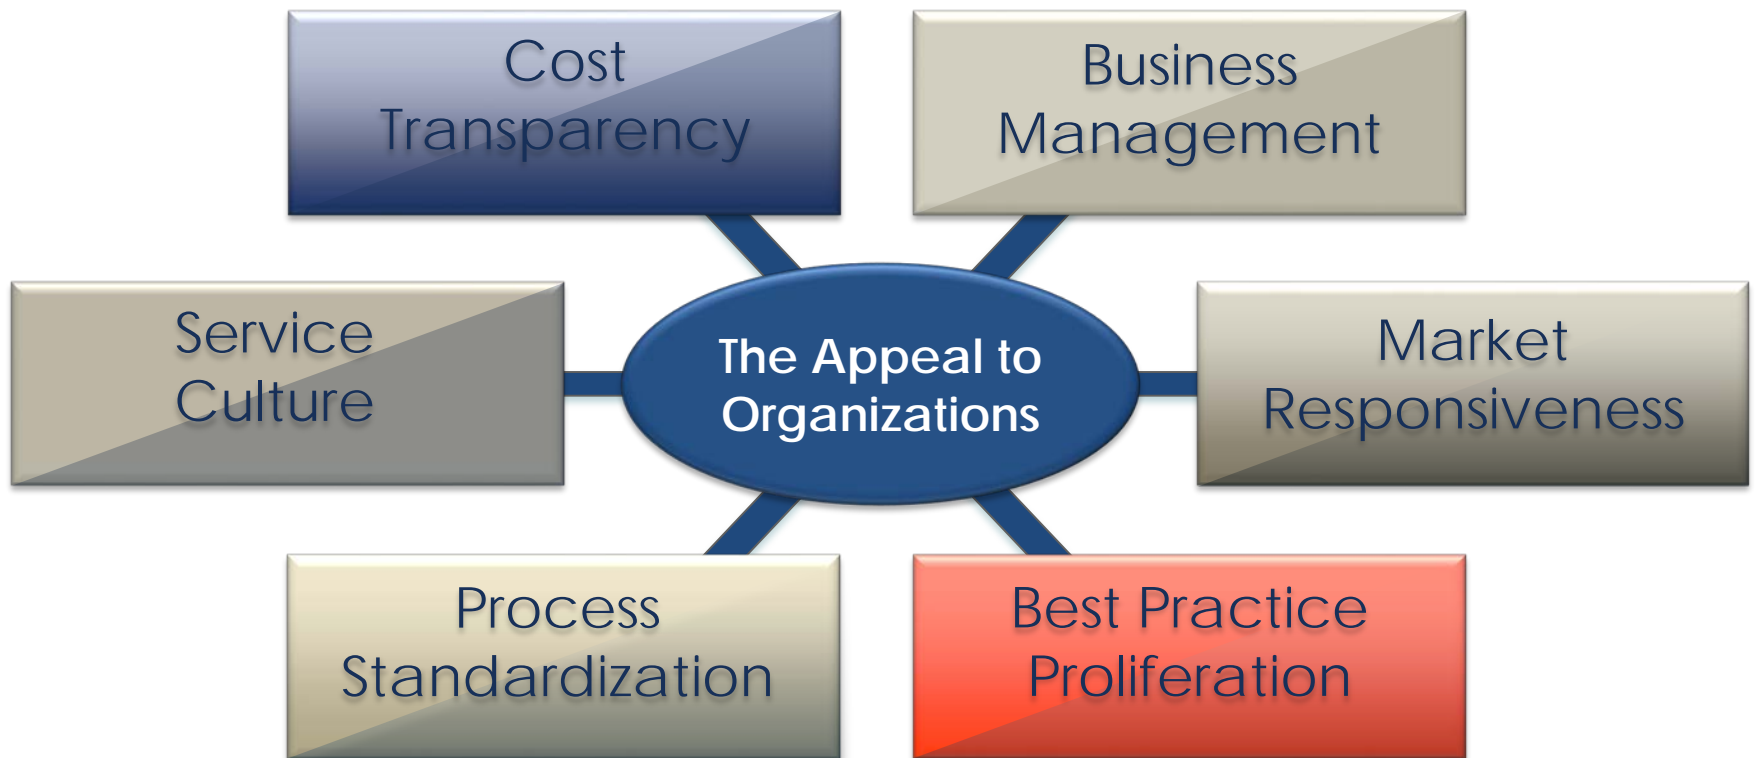 Cost
Transparency
Business
Management
Service
Culture
The Appeal to
Organizations
Market
Responsiveness
Process
Standardization
Best Practice
Proliferation